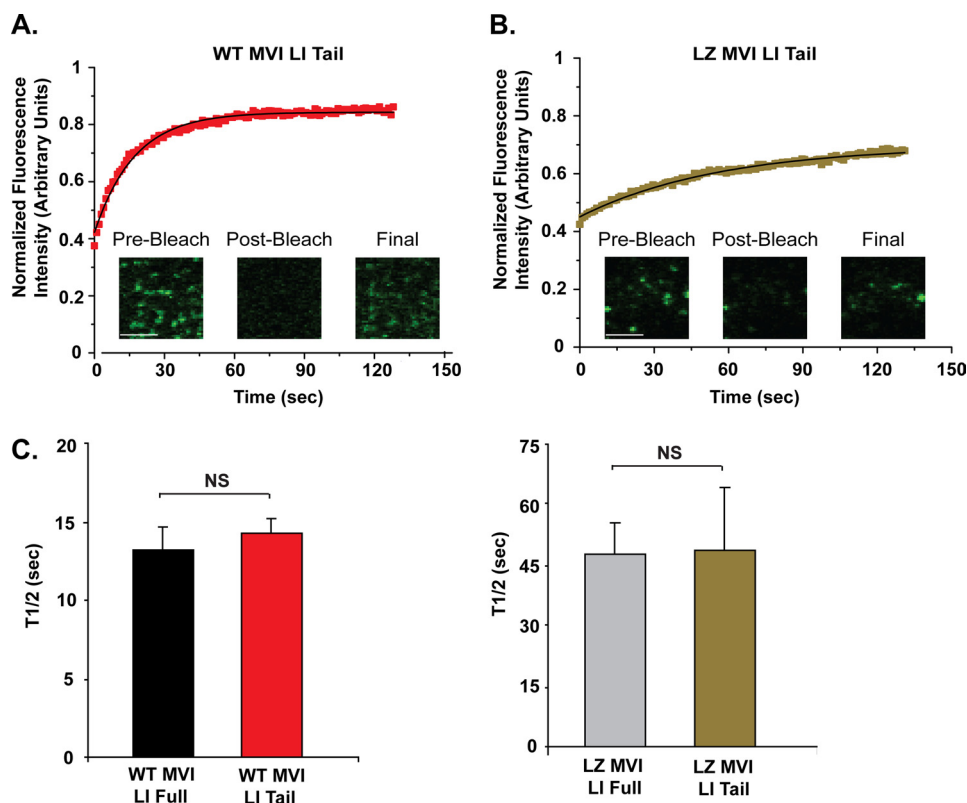 A.
WT MVI LI Tail
Normalized Fluorescence
Intensity (Arbitrary Units)
1
0.8
0.6
0.4
0.2
0
Pre-Bleach
Post-Bleach
Final
0
30
60
90
120
150
Time (sec)
B.
LZ MVI LI Tail
Normalized Fluorescence
Intensity (Arbitrary Units)
1
0.8
0.6
0.4
0.2
0
Pre-Bleach
Post-Bleach
Final
0
30
60
90
120
150
Time (sec)
C.
T1/2 (sec)
20
15
10
5
0
NS
WT MVI
LI Full
WT MVI
LI Tail
T1/2 (sec)
75
60
45
30
15
0
NS
LZ MVI
LI Full
LZ MVI
LI Tail